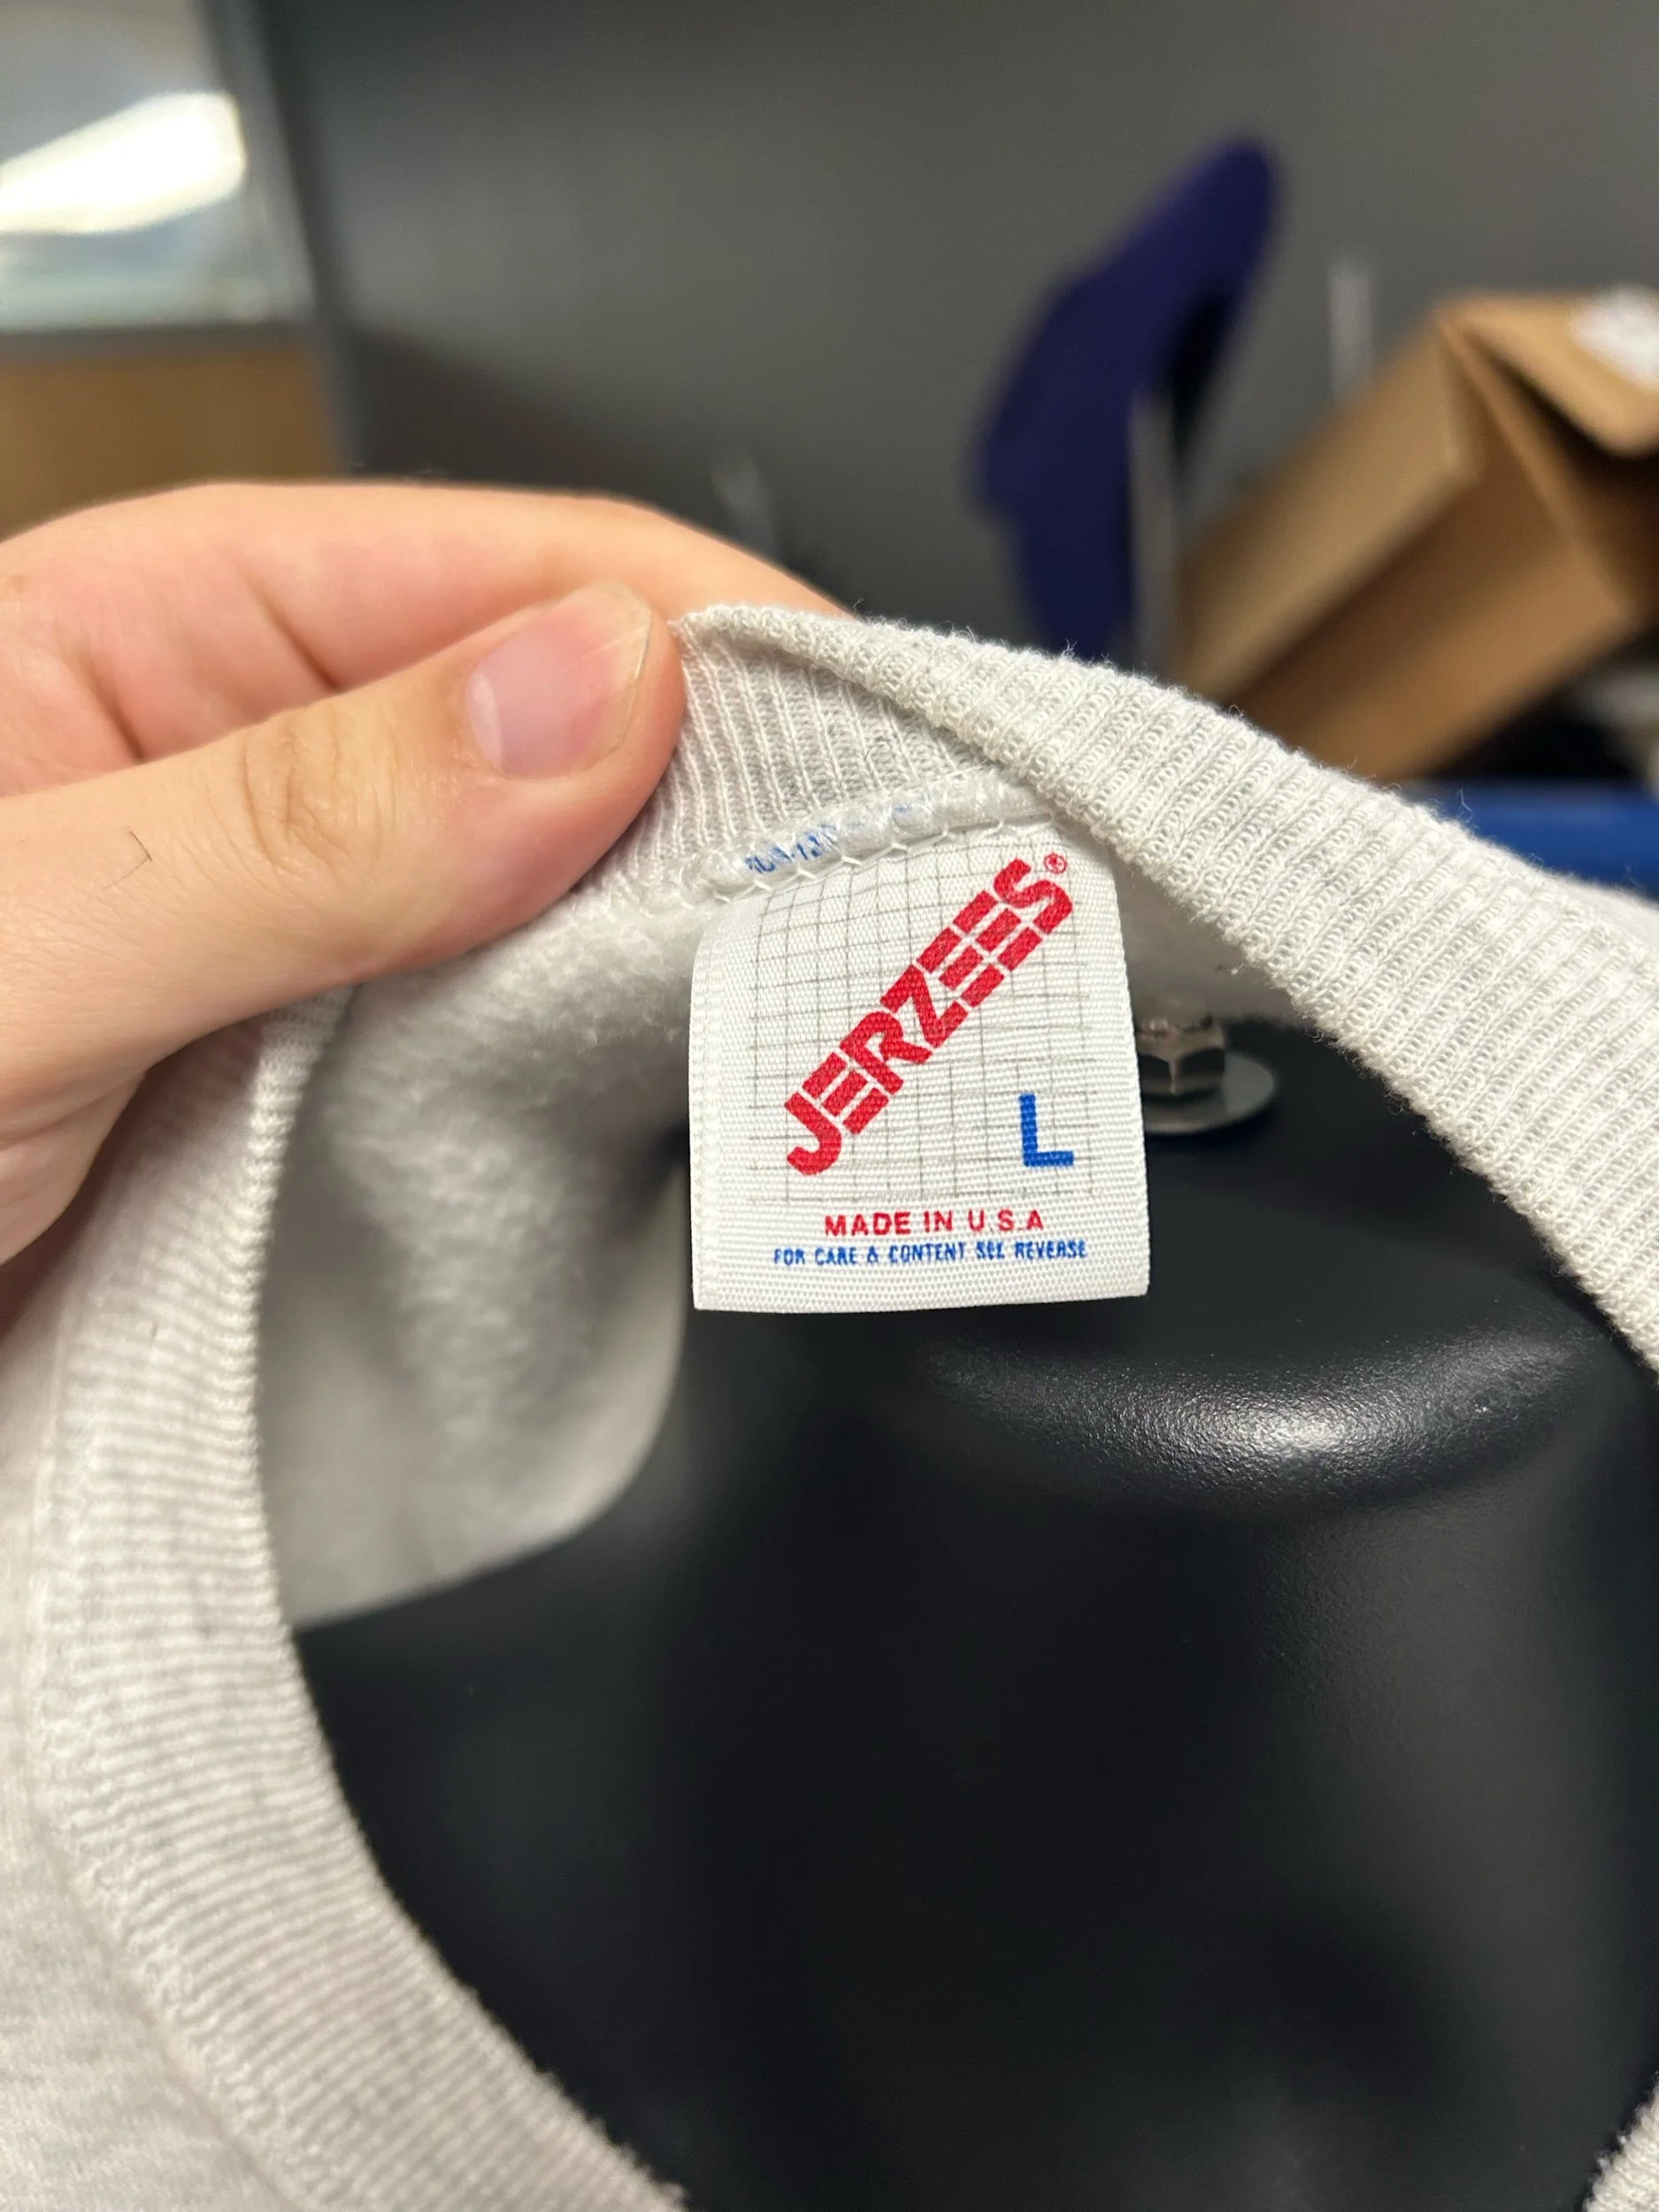 JERZEES®
L
MADE IN U.S.A
FOR CARE & CONTENT SEE REVERSE